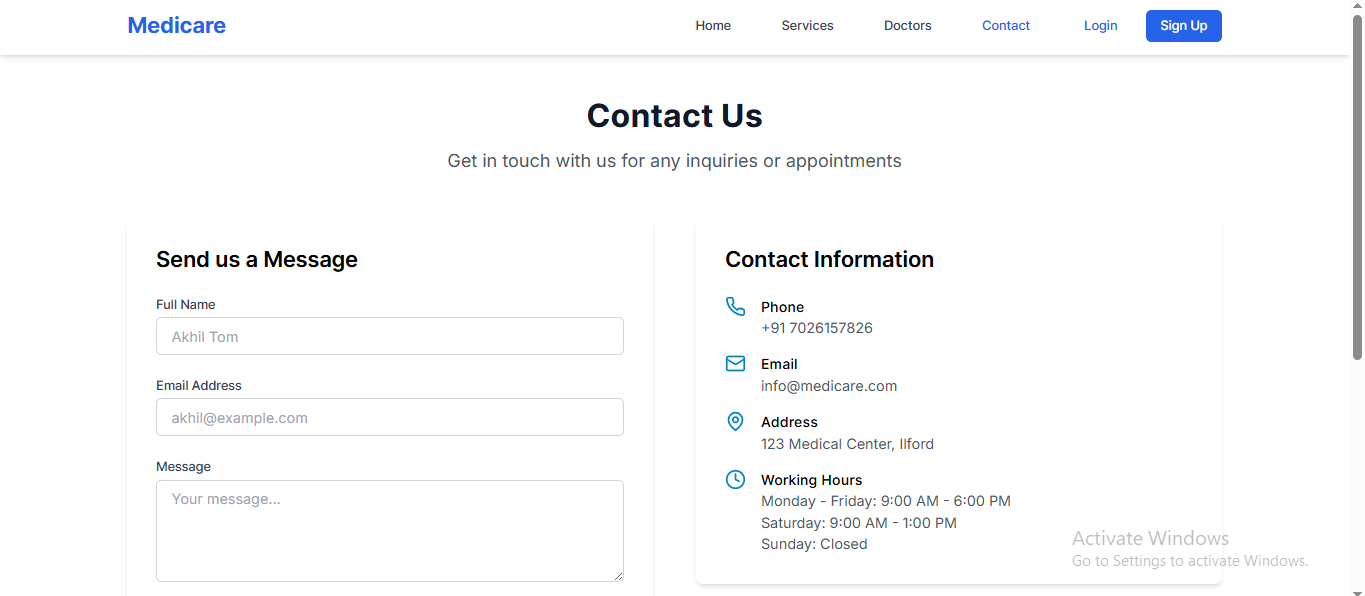 Medicare
Home
Services
Doctors
Contact
Login
Sign Up
Contact Us
Get in touch with us for any inquiries or appointments
Send us a Message
Full Name
Akhil Tom
Email Address
akhil@example.com
Message
Your message...
Contact Information
Phone
+91 7026157826
Email
info@medicare.com
Address
123 Medical Center, Ilford
Working Hours
Monday - Friday: 9:00 AM - 6:00 PM
Saturday: 9:00 AM - 1:00 PM
Sunday: Closed
Activate Windows
Go to Settings to activate Windows.